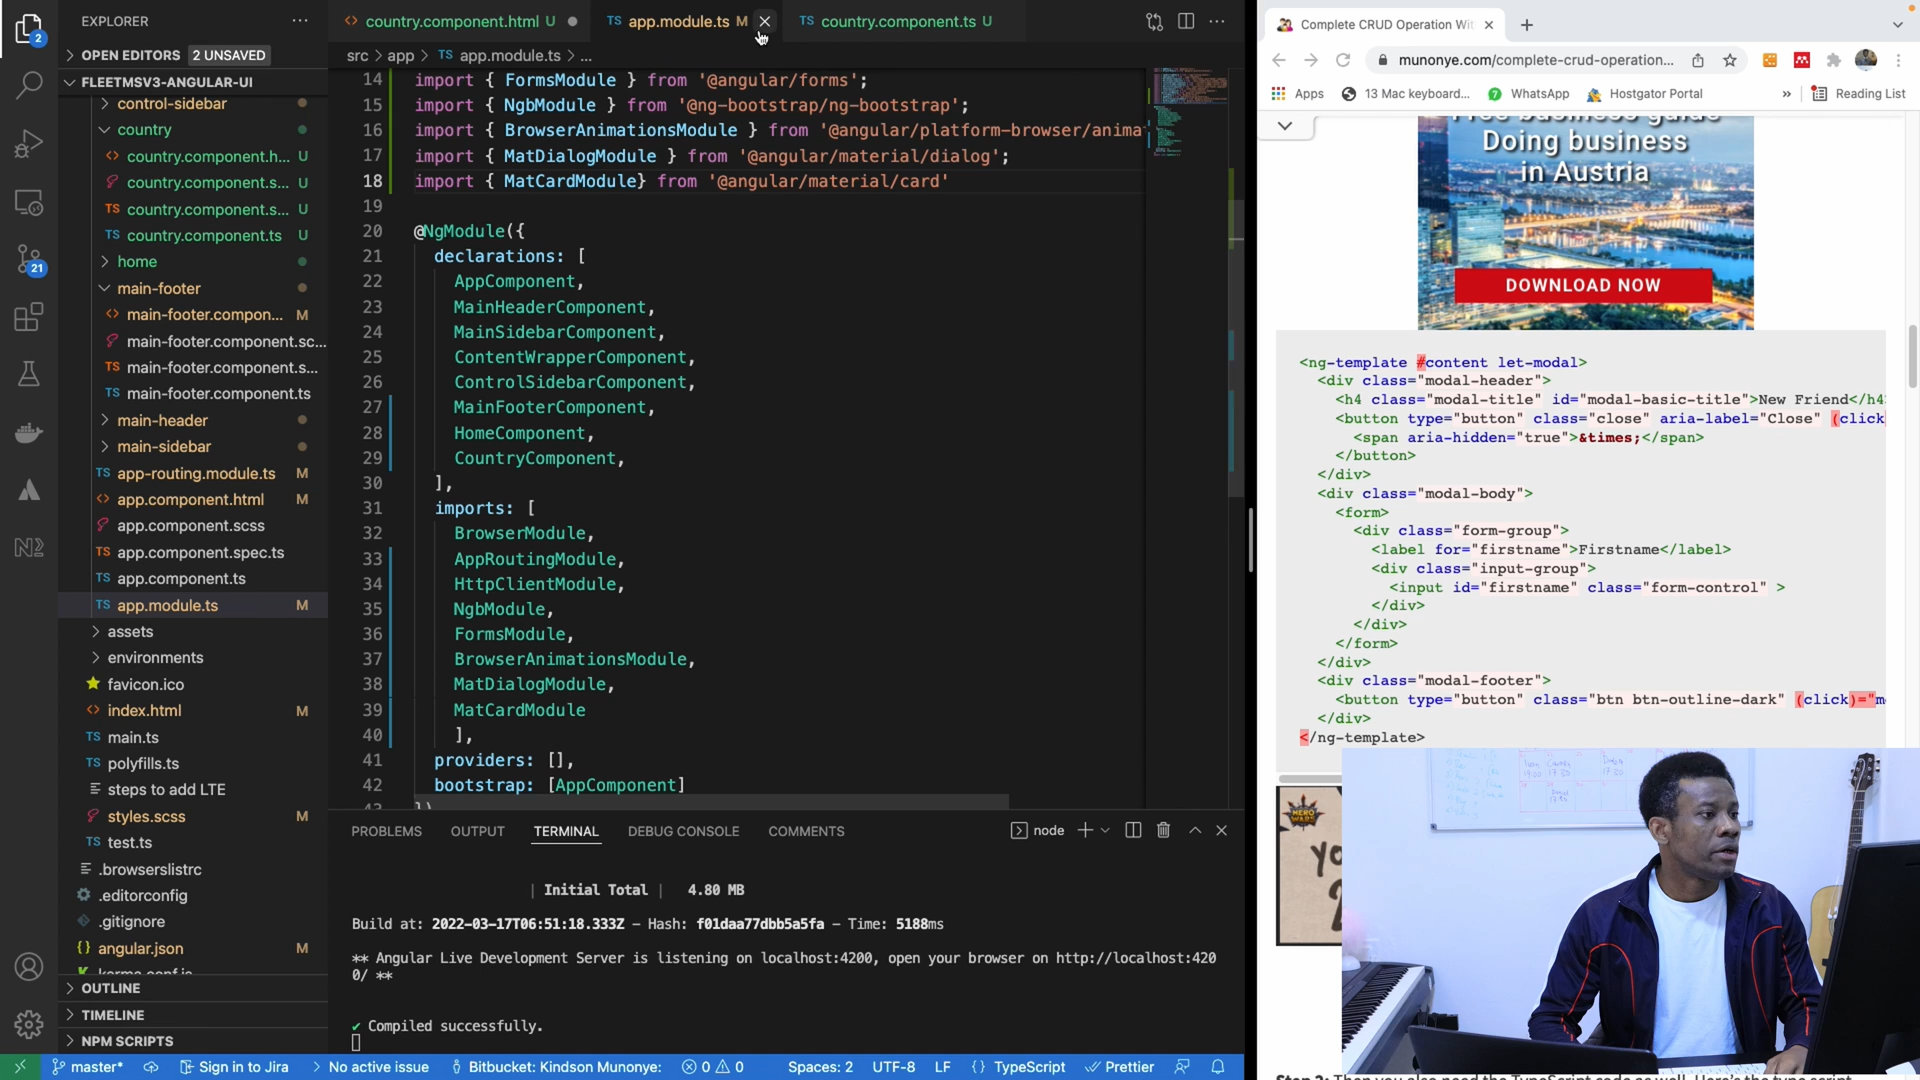 EXPLORER
OPEN EDITORS 2 UNSAVED
FLEETMSV3-ANGULAR-UI
control-sidebar
country
country.component.h... U
country.component.s... U
country.component.s... U
country.component.ts U
home
main-footer
main-footer.compon... M
main-footer.component.sc...
main-footer.component.s...
main-footer.component.ts
main-header
main-sidebar
app-routing.module.ts M
app.component.html M
app.component.scss
app.component.spec.ts
app.component.ts
app.module.ts M
assets
environments
favicon.ico
index.html M
main.ts
polyfills.ts
steps to add LTE
styles.scss M
test.ts
.browserslistrc
.editorconfig
.gitignore
angular.json M
OUTLINE
TIMELINE
NPM SCRIPTS
2
21
country.component.html U
TS app.module.ts M
TS country.component.ts U
src > app > TS app.module.ts > ...
14 import { FormsModule } from '@angular/forms';
15 import { NgbModule } from '@ng-bootstrap/ng-bootstrap';
16 import { BrowserAnimationsModule } from '@angular/platform-browser/animat
17 import { MatDialogModule } from '@angular/material/dialog';
18 import { MatCardModule} from '@angular/material/card'
19
20 @NgModule({
21 declarations: [
22 AppComponent,
23 MainHeaderComponent,
24 MainSidebarComponent,
25 ContentWrapperComponent,
26 ControlSidebarComponent,
27 MainFooterComponent,
28 HomeComponent,
29 CountryComponent,
30 ],
31 imports: [
32 BrowserModule,
33 AppRoutingModule,
34 HttpClientModule,
35 NgbModule,
36 FormsModule,
37 BrowserAnimationsModule,
38 MatDialogModule,
39 MatCardModule
40 ],
41 providers: [],
42 bootstrap: [AppComponent]
43 })
PROBLEMS OUTPUT TERMINAL DEBUG CONSOLE COMMENTS
node
| Initial Total | 4.80 MB
Build at: 2022-03-17T06:51:18.333Z - Hash: f01daa77dbb5a5fa - Time: 5188ms
** Angular Live Development Server is listening on localhost:4200, open your browser on http://localhost:420
0/ **
✔ Compiled successfully.
master* Sign in to Jira No active issue Bitbucket: Kindson Munonye: 0 0 Spaces: 2 UTF-8 LF {} TypeScript Prettier
Complete CRUD Operation Wit
munonye.com/complete-crud-operation...
Apps 13 Mac keyboard... WhatsApp Hostgator Portal » Reading List
Free business guide
Doing business
in Austria
DOWNLOAD NOW
<ng-template #content let-modal>
<div class="modal-header">
<h4 class="modal-title" id="modal-basic-title">New Friend</h4
<button type="button" class="close" aria-label="Close" (click
<span aria-hidden="true">&times;</span>
</button>
</div>
<div class="modal-body">
<form>
<div class="form-group">
<label for="firstname">Firstname</label>
<div class="input-group">
<input id="firstname" class="form-control" >
</div>
</div>
</form>
</div>
<div class="modal-footer">
<button type="button" class="btn btn-outline-dark" (click)="m
</div>
</ng-template>
HERO
WARS